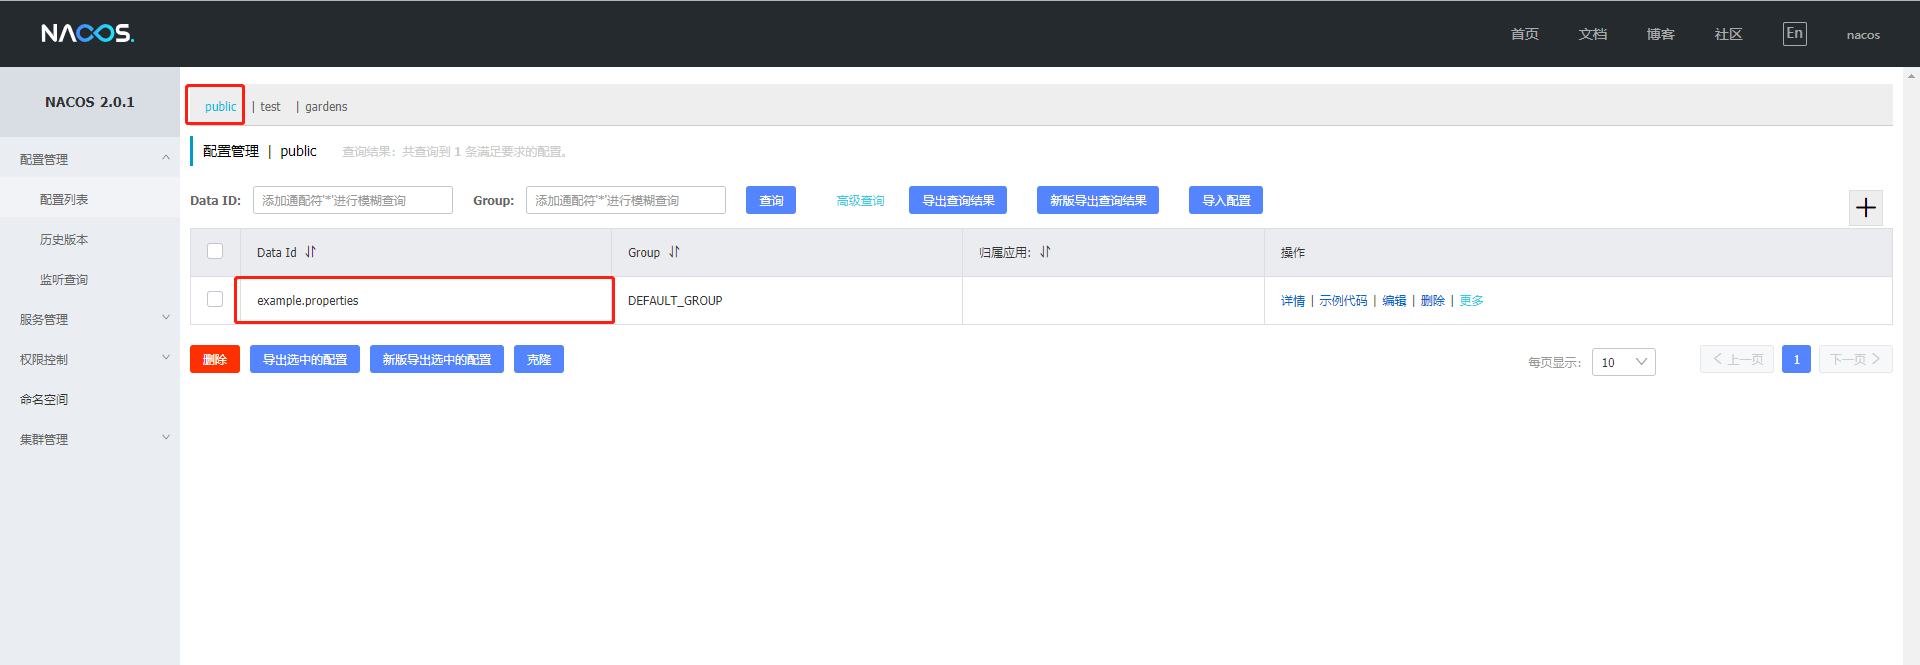 NACOS.
首页 文档 博客 社区 En nacos
NACOS 2.0.1
配置管理
配置列表
历史版本
监听查询
服务管理
权限控制
命名空间
集群管理
public | test | gardens
配置管理 | public 查询结果：共查询到 1 条满足要求的配置。
Data ID: 添加通配符'*'进行模糊查询 Group: 添加通配符'*'进行模糊查询 查询 高级查询 导出查询结果 新版导出查询结果 导入配置
Data Id Group 归属应用: 操作
example.properties DEFAULT_GROUP 详情 | 示例代码 | 编辑 | 删除 | 更多
删除 导出选中的配置 新版导出选中的配置 克隆
每页显示: 10 上一页 1 下一页